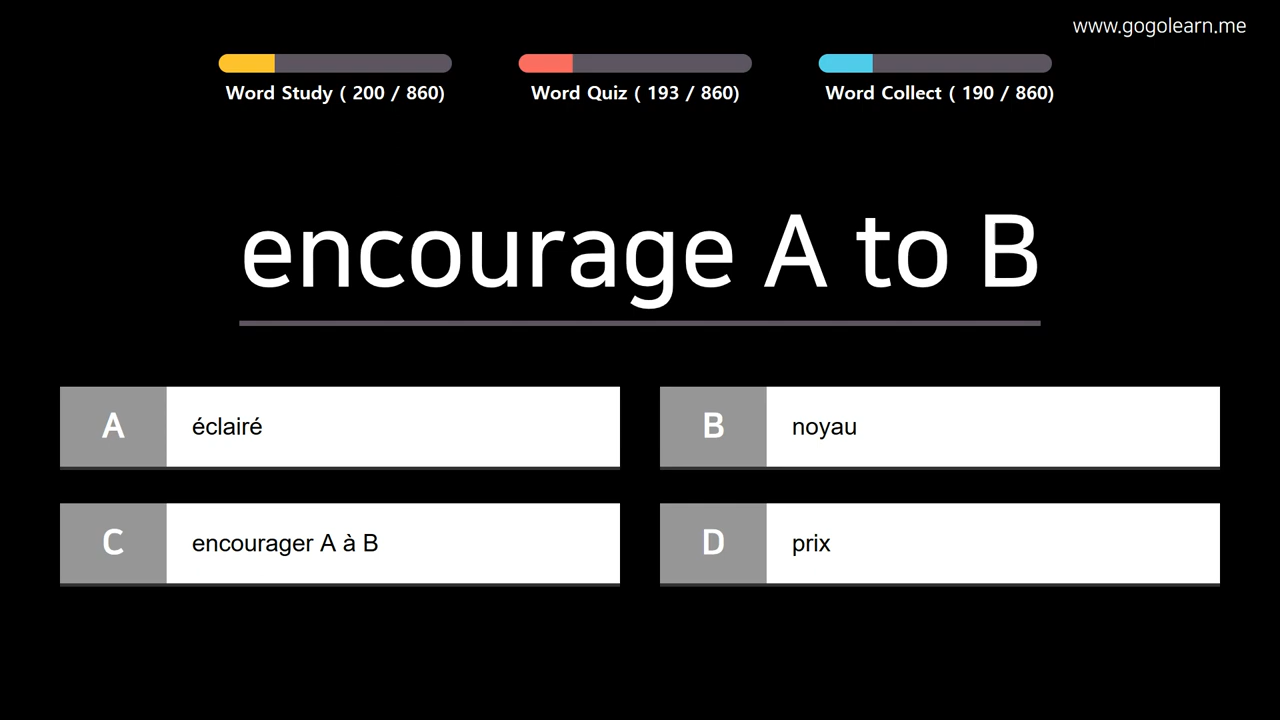 www.gogolearn.me
Word Study ( 200 / 860)
Word Quiz ( 193 / 860)
Word Collect ( 190 / 860)
encourage A to B
A
éclairé
B
noyau
C
encourager A à B
D
prix